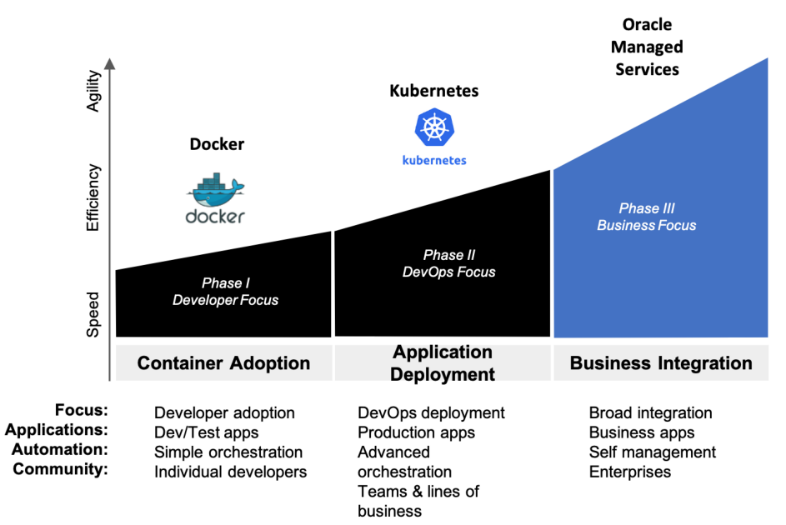 Oracle
Managed
Services
Kubernetes
kubernetes
Docker
docker
Agility
Efficiency
Speed
Phase I
Developer Focus
Phase II
DevOps Focus
Phase III
Business Focus
Container Adoption
Application
Deployment
Business Integration
Focus:
Applications:
Automation:
Community:
Developer adoption
Dev/Test apps
Simple orchestration
Individual developers
DevOps deployment
Production apps
Advanced
orchestration
Teams & lines of
business
Broad integration
Business apps
Self management
Enterprises